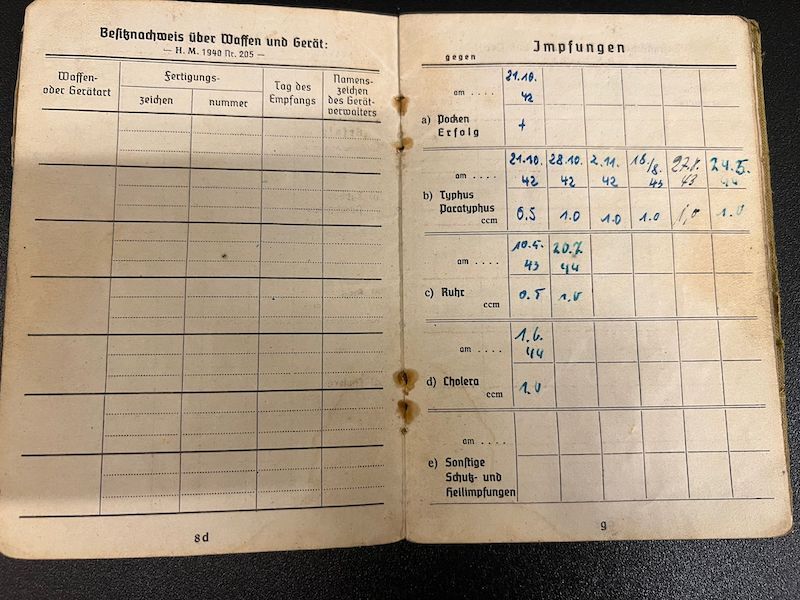 Besitznachweis über Waffen und Gerät:
— H. M. 1940 Nr. 205 —
Waffen- oder Gerätart
Fertigungs-
zeichen
nummer
Tag des Empfangs
Namens- zeichen des Gerät- verwalters
8d
Impfungen
gegen
am . . . . 21.10. 42
a) Pocken
Erfolg +
am . . . . 21.10. 42 28.10. 42 2.11. 42 16/8. 43 27.8. 43 24.5. 44
b) Typhus
Paratyphus
ccm 0.5 1.0 1.0 1.0 1,0 1.0
am . . . . 43 20.7. 44
c) Ruhr
ccm 0.5 1.0
am . . . . 1.6. 44
d) Cholera
ccm 1.0
am . . . .
e) Sonstige
Schutz- und
Heilimpfungen
9